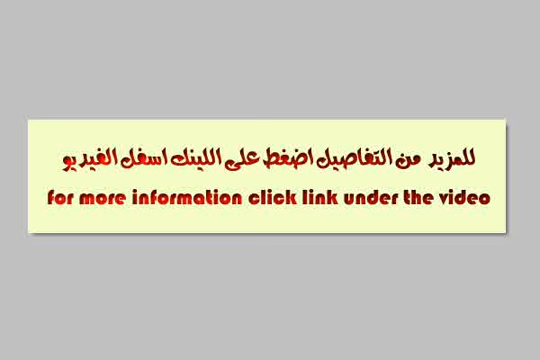 للمزيد من التفاصيل اضغط على اللينك اسفل الفيديو
for more information click link under the video